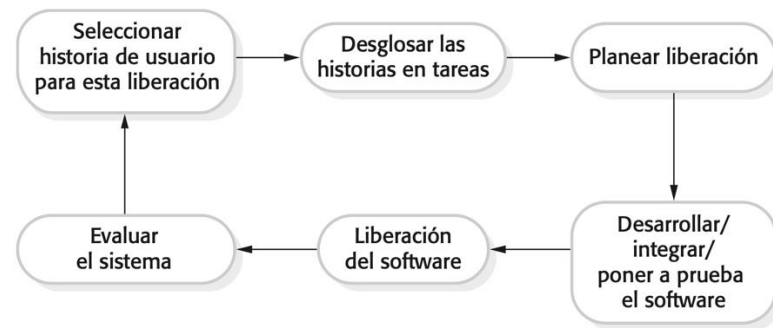 Seleccionar
historia de usuario
para esta liberación
Desglosar las
historias en tareas
Planear liberación
Desarrollar/
integrar/
poner a prueba
el software
Liberación
del software
Evaluar
el sistema